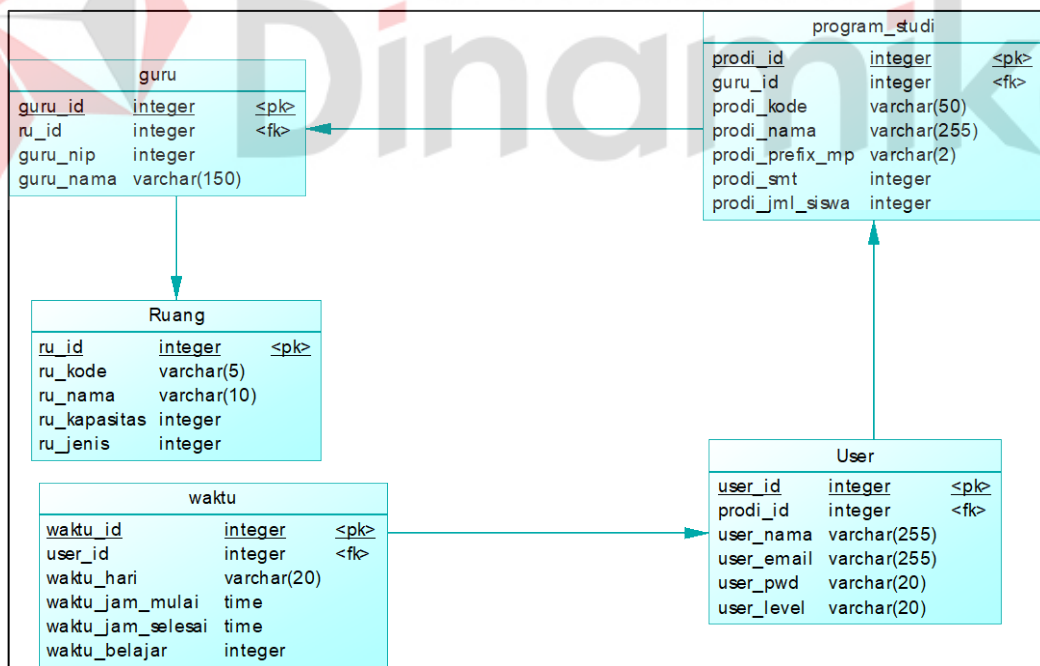 Dinamik
guru
guru_id integer <pk>
ru_id integer <fk>
guru_nip integer
guru_nama varchar(150)
program_studi
prodi_id integer <pk>
guru_id integer <fk>
prodi_kode varchar(50)
prodi_nama varchar(255)
prodi_prefix_mp varchar(2)
prodi_smt integer
prodi_jml_siswa integer
Ruang
ru_id integer <pk>
ru_kode varchar(5)
ru_nama varchar(10)
ru_kapasitas integer
ru_jenis integer
waktu
waktu_id integer <pk>
user_id integer <fk>
waktu_hari varchar(20)
waktu_jam_mulai time
waktu_jam_selesai time
waktu_belajar integer
User
user_id integer <pk>
prodi_id integer <fk>
user_nama varchar(255)
user_email varchar(255)
user_pwd varchar(20)
user_level varchar(20)